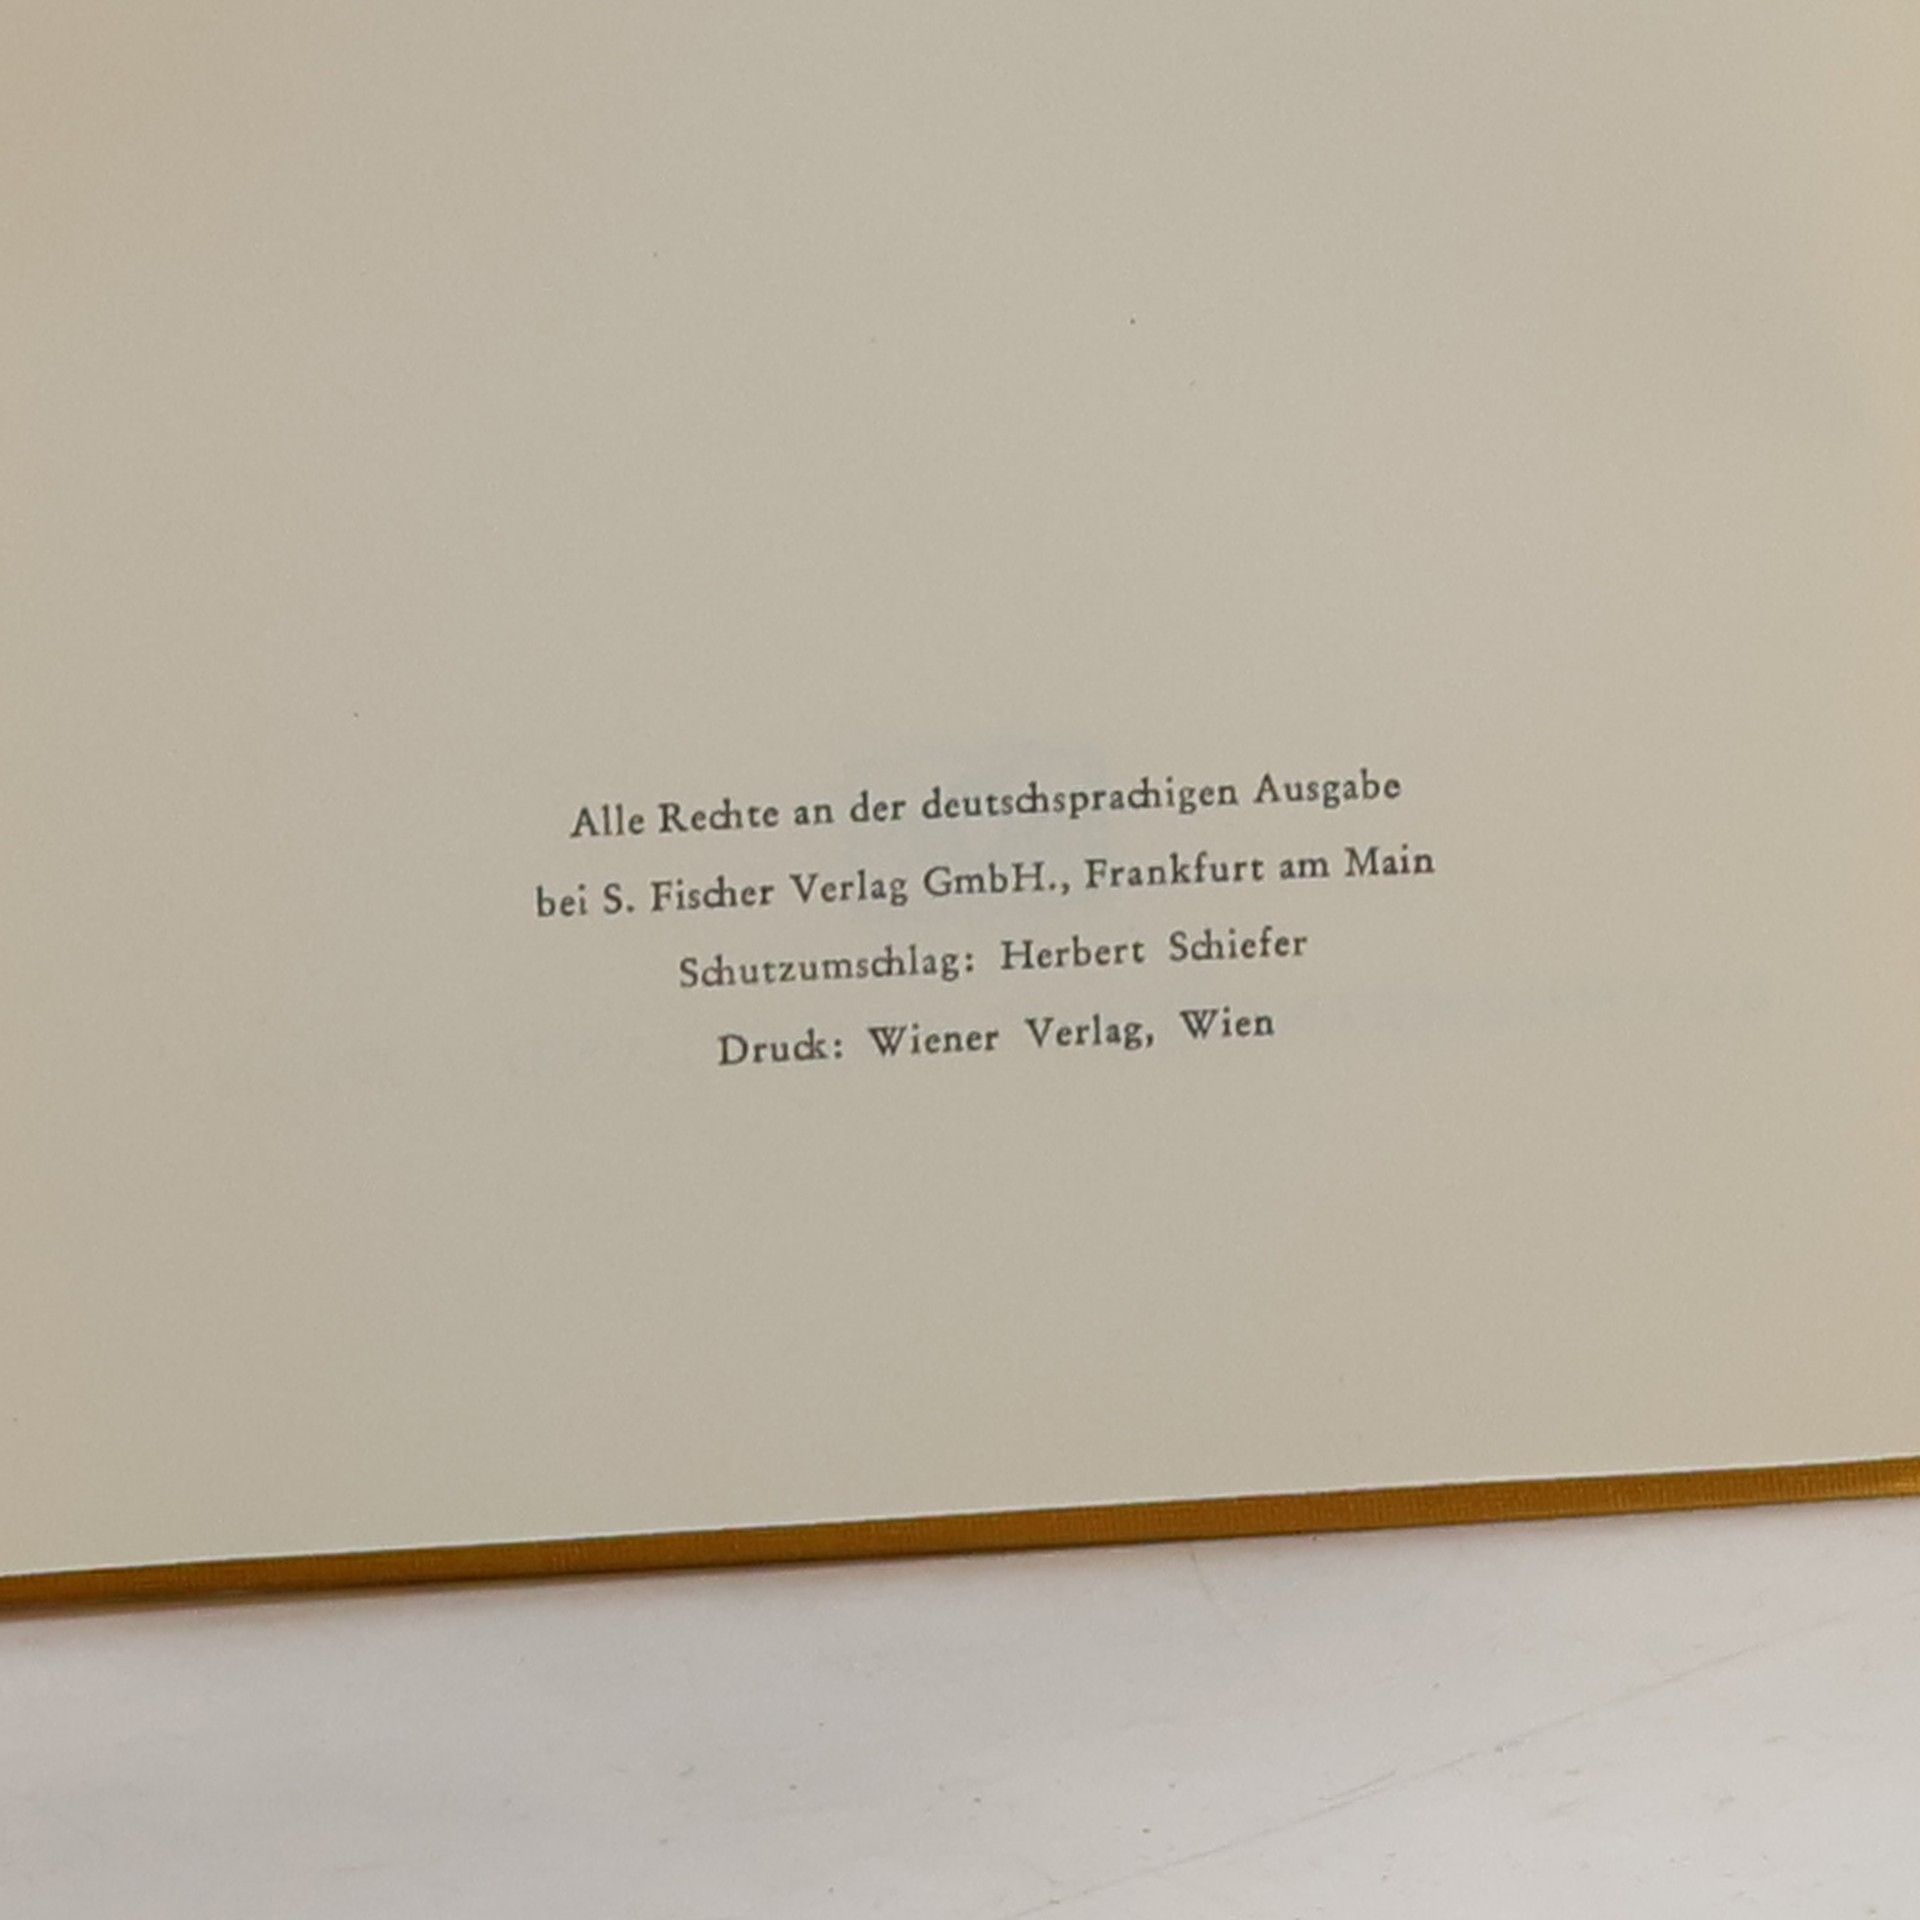 Alle Rechte an der deutschsprachigen Ausgabe
bei S. Fischer Verlag GmbH., Frankfurt am Main
Schutzumschlag: Herbert Schiefer
Druck: Wiener Verlag, Wien